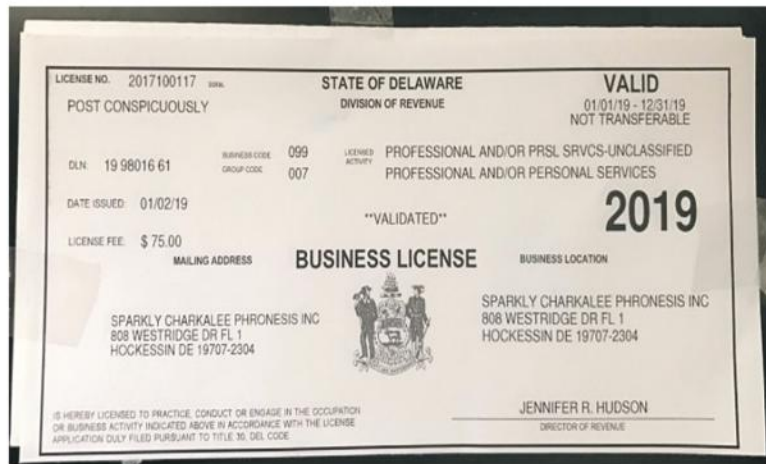 LICENSE NO. 2017100117
POST CONSPICUOUSLY
STATE OF DELAWARE
DIVISION OF REVENUE
VALID
01/01/19 - 12/31/19
NOT TRANSFERABLE
DLN: 19 98016 61
BUSINESS CODE 099
GROUP CODE 007
LICENSED ACTIVITY
PROFESSIONAL AND/OR PRSL SRVCS-UNCLASSIFIED
PROFESSIONAL AND/OR PERSONAL SERVICES
DATE ISSUED: 01/02/19
**VALIDATED**
2019
LICENSE FEE: $ 75.00
MAILING ADDRESS
BUSINESS LICENSE
BUSINESS LOCATION
SPARKLY CHARKALEE PHRONESIS INC
808 WESTRIDGE DR FL 1
HOCKESSIN DE 19707-2304
SPARKLY CHARKALEE PHRONESIS INC
808 WESTRIDGE DR FL 1
HOCKESSIN DE 19707-2304
IS HEREBY LICENSED TO PRACTICE, CONDUCT OR ENGAGE IN THE OCCUPATION
OR BUSINESS ACTIVITY INDICATED ABOVE IN ACCORDANCE WITH THE LICENSE
APPLICATION DULY FILED PURSUANT TO TITLE 30, DEL CODE
JENNIFER R. HUDSON
DIRECTOR OF REVENUE